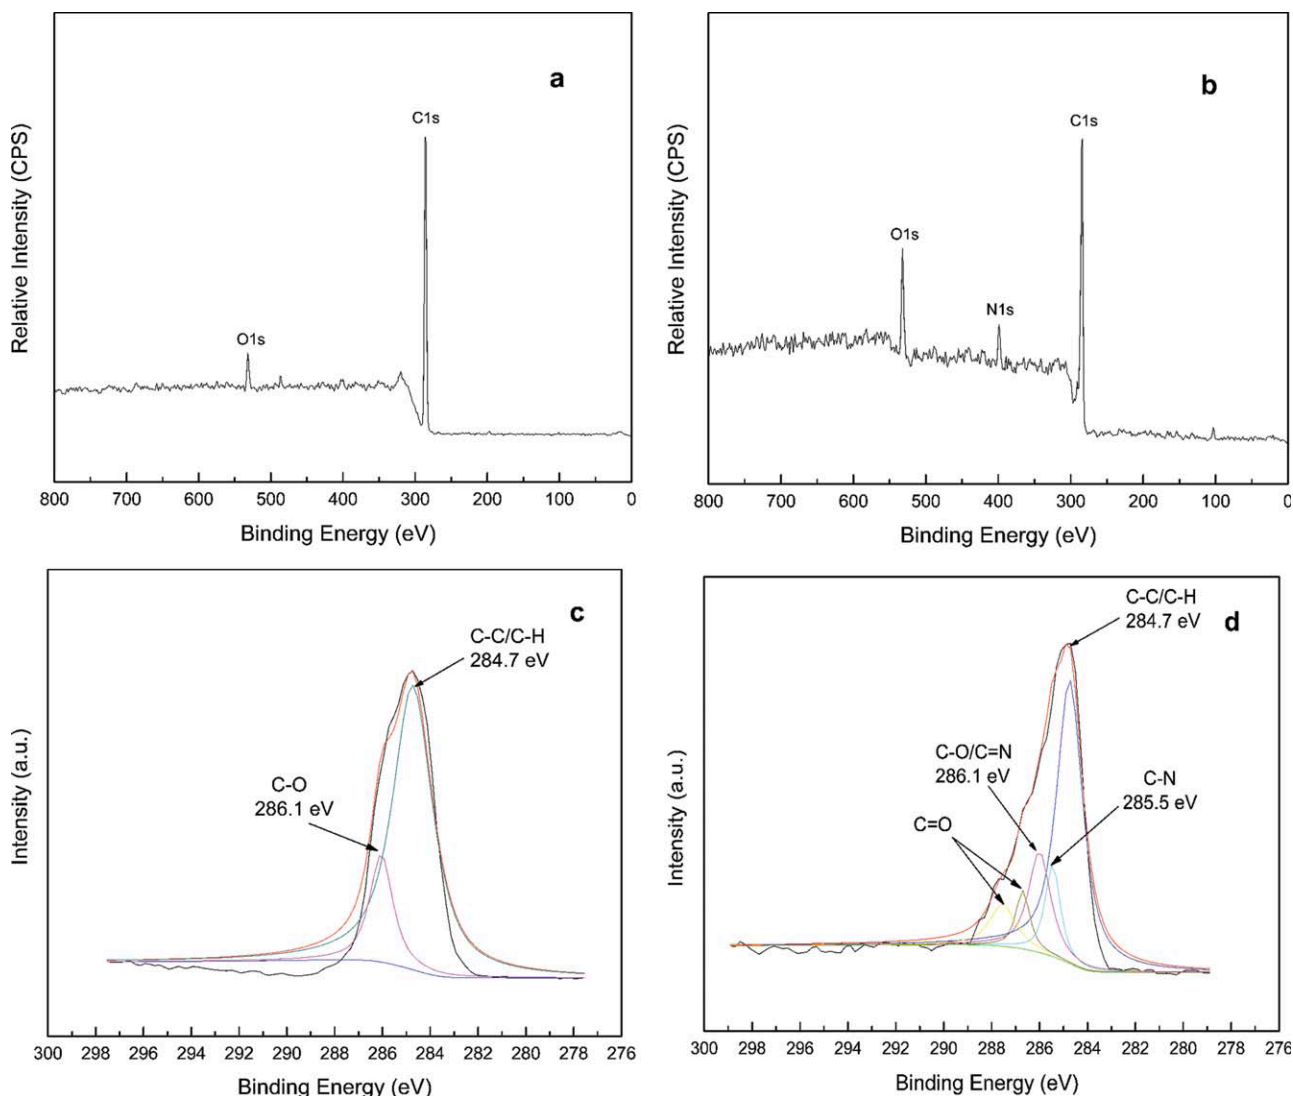 a
C1s
O1s
Relative Intensity (CPS)
800 700 600 500 400 300 200 100 0
Binding Energy (eV)
b
C1s
O1s
N1s
Relative Intensity (CPS)
800 700 600 500 400 300 200 100 0
Binding Energy (eV)
c
C-C/C-H
284.7 eV
C-O
286.1 eV
Intensity (a.u.)
300 298 296 294 292 290 288 286 284 282 280 278 276
Binding Energy (eV)
d
C-C/C-H
284.7 eV
C-O/C=N
286.1 eV
C-N
285.5 eV
C=O
Intensity (a.u.)
300 298 296 294 292 290 288 286 284 282 280 278 276
Binding Energy (eV)